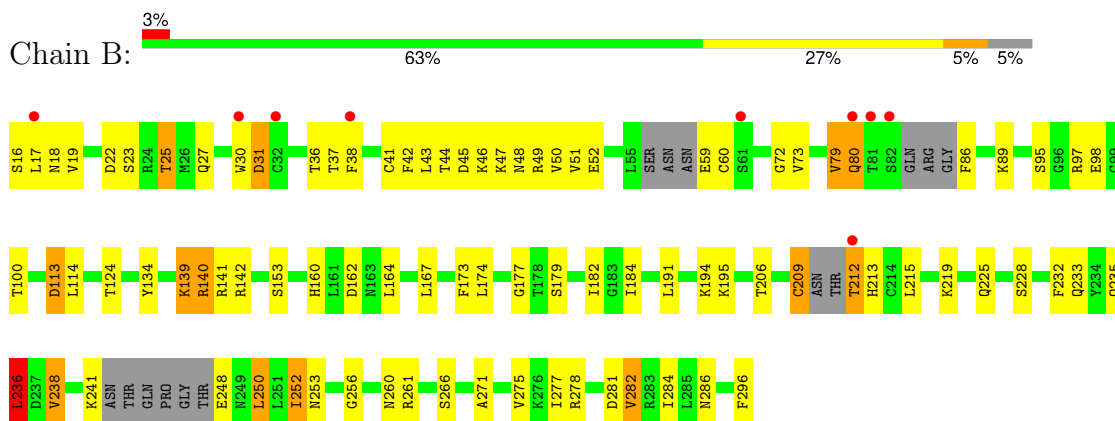 3%
Chain B:
63% 27% 5% 5%
S16 L17 N18 V19 D22 S23 R24 T25 M26 Q27 W30 D31 C32 T36 T37 F38 C41 F42 L43 T44 D45 K46 K47 N48 R49 V50 V51 E52 L55 SER ASN ASN E59 C60 S61 G72 V73 V79 Q80 T81 S82 GLN ARG GLY F86 K89 S95 G96 R97 E98 G99
T100 D113 L114 T124 Y134 K139 R140 R141 R142 S153 H160 L161 D162 N163 L164 L167 F173 L174 G177 T178 S179 I182 G183 I184 L191 K194 K195 T206 C209 ASN THR T212 H213 C214 L215 K219 Q225 S228 F232 Q233 Y234
L236 D237 V238 K241 ASN THR GLN PRO GLY THR E248 N249 L250 L251 I252 N253 G256 N260 R261 S266 A271 V275 K276 I277 R278 D281 V282 R283 I284 L285 N286 F296